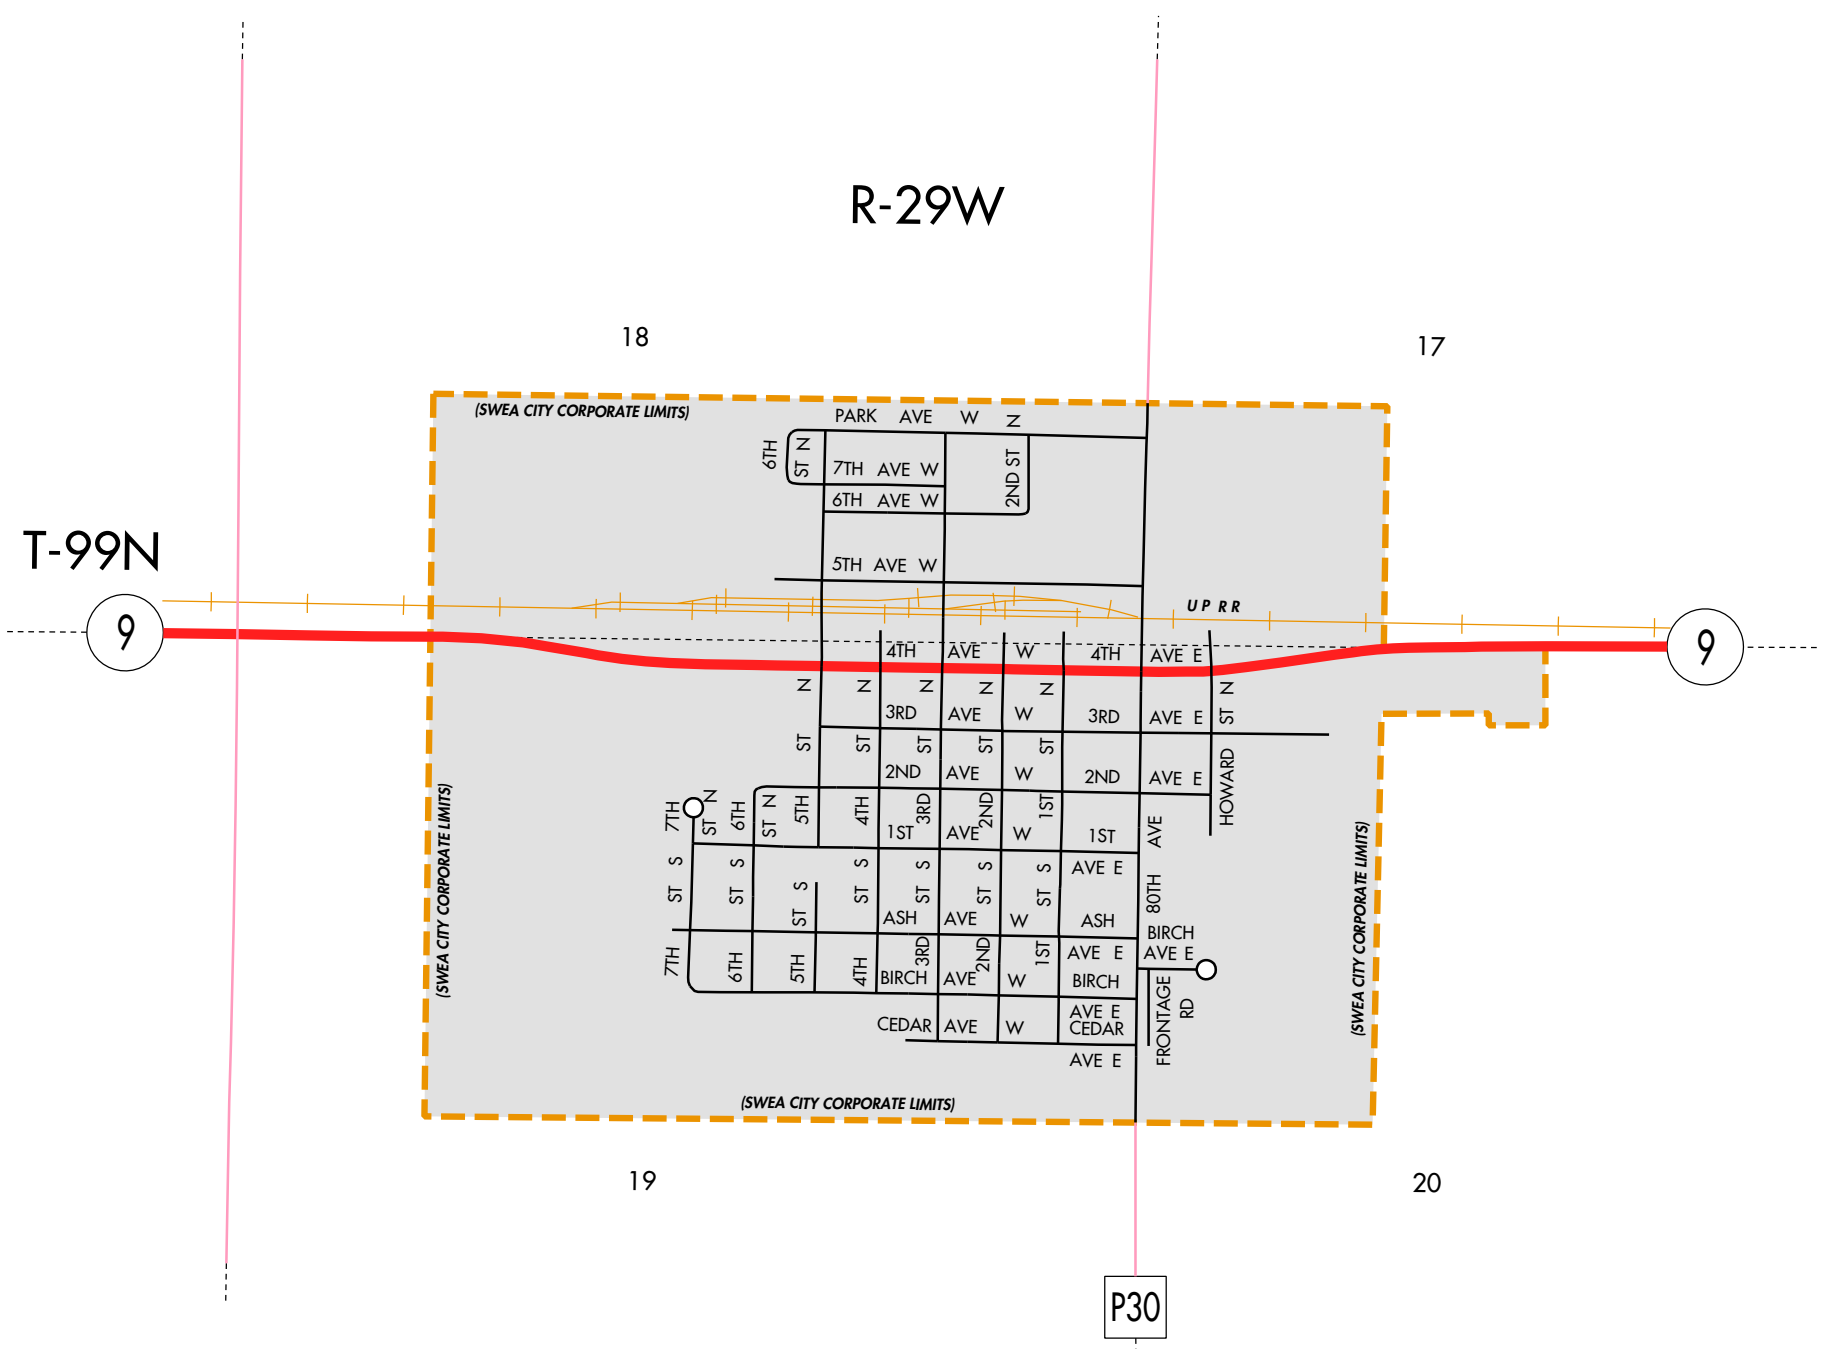 R-29W
18
17
(SWEA CITY CORPORATE LIMITS)
PARK AVE W N
6TH
ST N
7TH AVE W
2ND ST
6TH AVE W
T-99N
5TH AVE W
UP RR
9
9
4TH AVE W 4TH AVE E
N N N N N ST N
3RD AVE W 3RD AVE E
ST ST ST ST ST
2ND AVE W 2ND AVE E
HOWARD
7TH
ST N
6TH
ST N
5TH
4TH
3RD
2ND
1ST
1ST AVE W 1ST
AVE E
AVE
80TH
ST S
ST S
ST S
ST S
ST S
ST S
ST S
ASH AVE W ASH
AVE E
BIRCH
AVE E
7TH
6TH
5TH
4TH
3RD
2ND
1ST
BIRCH AVE W BIRCH
AVE E
FRONTAGE
RD
CEDAR AVE W CEDAR
AVE E
(SWEA CITY CORPORATE LIMITS)
(SWEA CITY CORPORATE LIMITS)
(SWEA CITY CORPORATE LIMITS)
19
20
P30